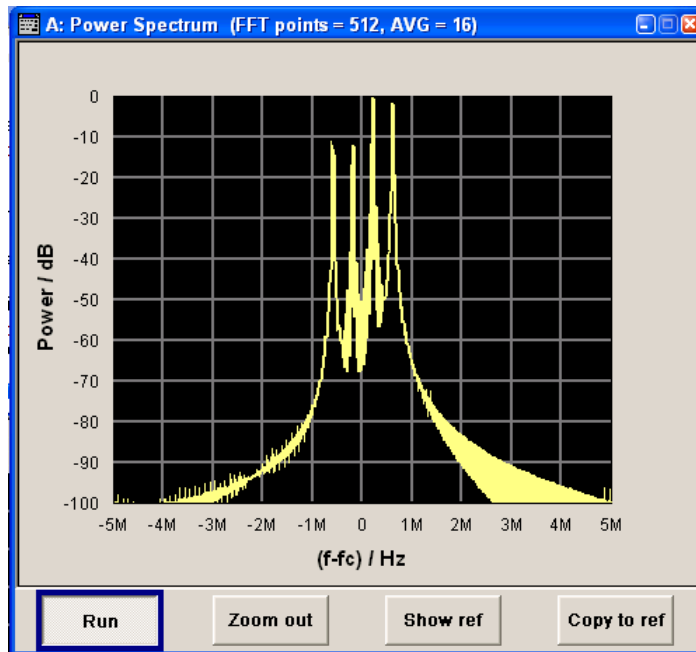 A: Power Spectrum (FFT points = 512, AVG = 16)
Power / dB
0
-10
-20
-30
-40
-50
-60
-70
-80
-90
-100
-5M -4M -3M -2M -1M 0 1M 2M 3M 4M 5M
(f-fc) / Hz
Run Zoom out Show ref Copy to ref